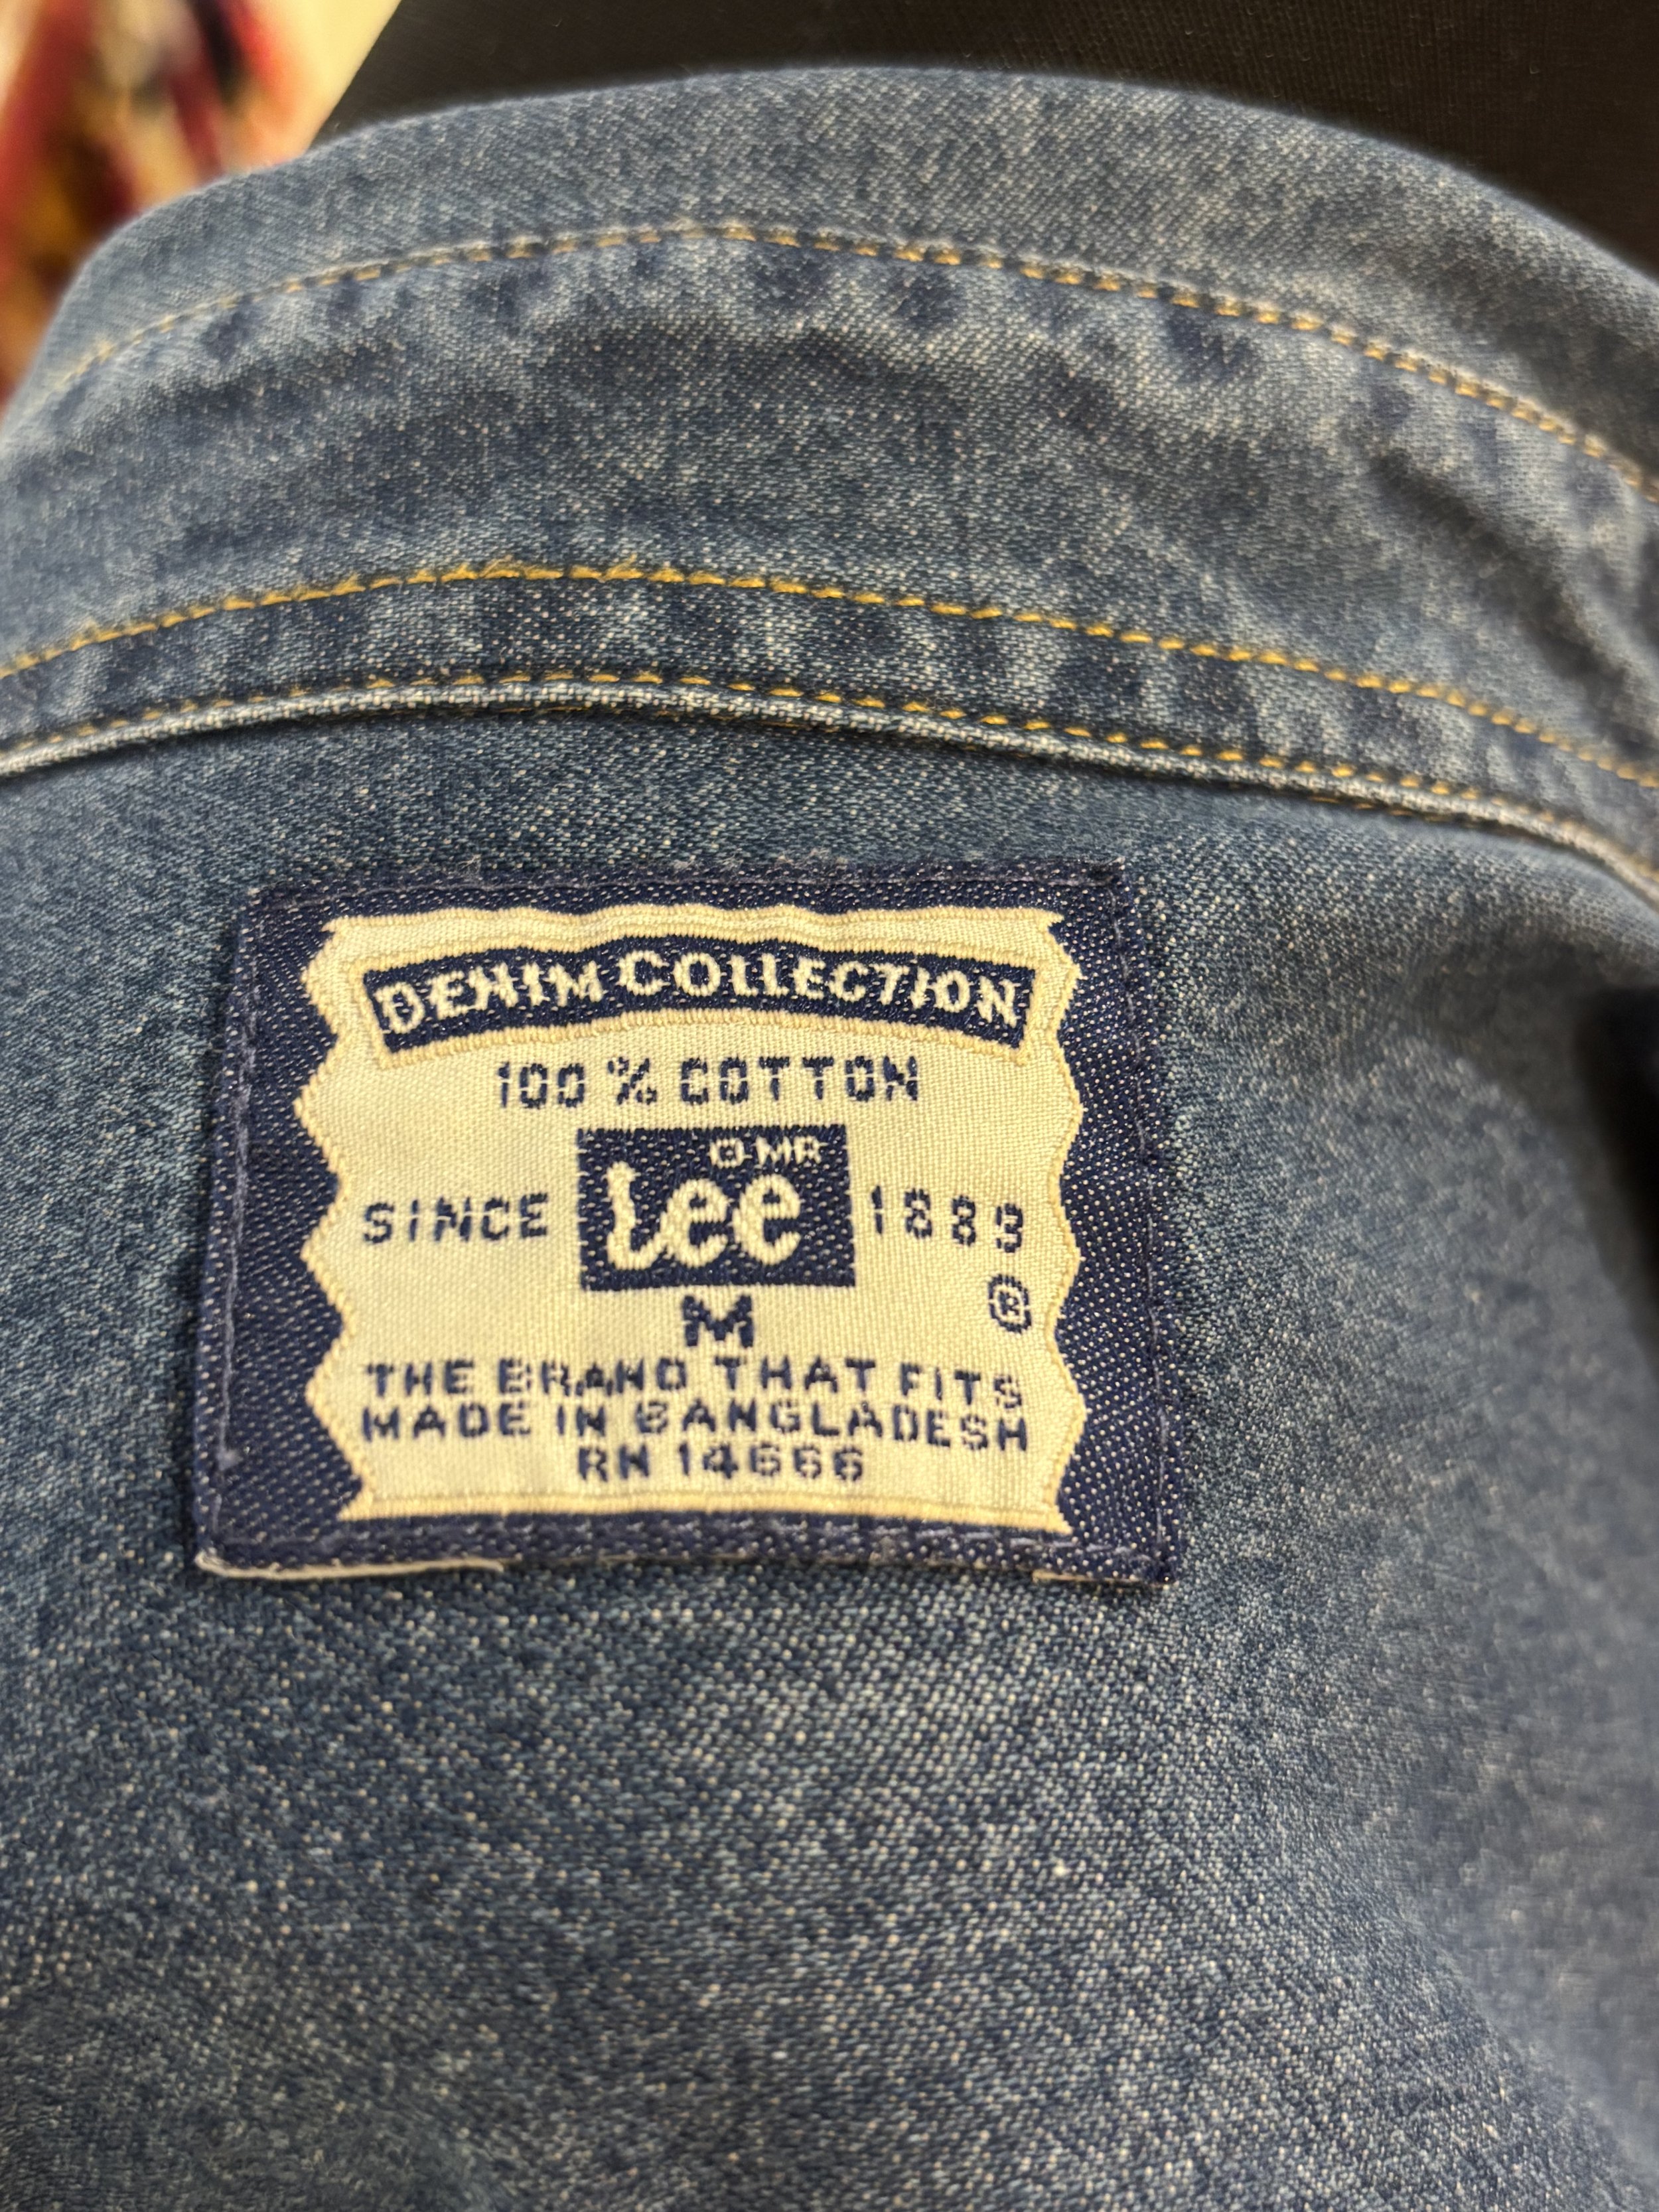 DENIM COLLECTION
100 % COTTON
MR
SINCE Lee 1889
®
M
THE BRAND THAT FITS
MADE IN BANGLADESH
RN 14666